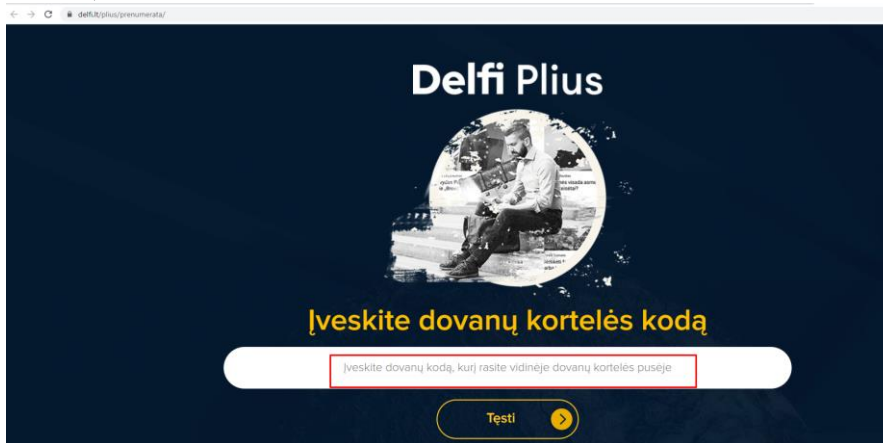 delfi.lt/plius/prenumerata/
Delfi Plius
Įveskite dovanų kortelės kodą
Įveskite dovanų kodą, kurį rasite vidinėje dovanų kortelės pusėje
Tęsti